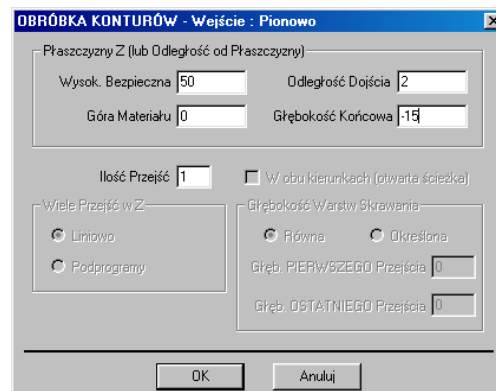 OBRÓBKA KONTURÓW - Wejście : Pionowo
Płaszczyzny Z (lub Odległość od Płaszczyzny)
Wysok. Bezpieczna 50 Odległość Dojścia 2
Góra Materiału 0 Głębokość Końcowa -15
Ilość Przejść 1 W obu kierunkach (otwarta ścieżka)
Wiele Przejść w Z Głębokość Warstw Skrawania
Liniowo Równa Określona
Podprogramy Głęb. PIERWSZEGO Przejścia 0
Głęb. OSTATNIEGO Przejścia 0
OK Anuluj